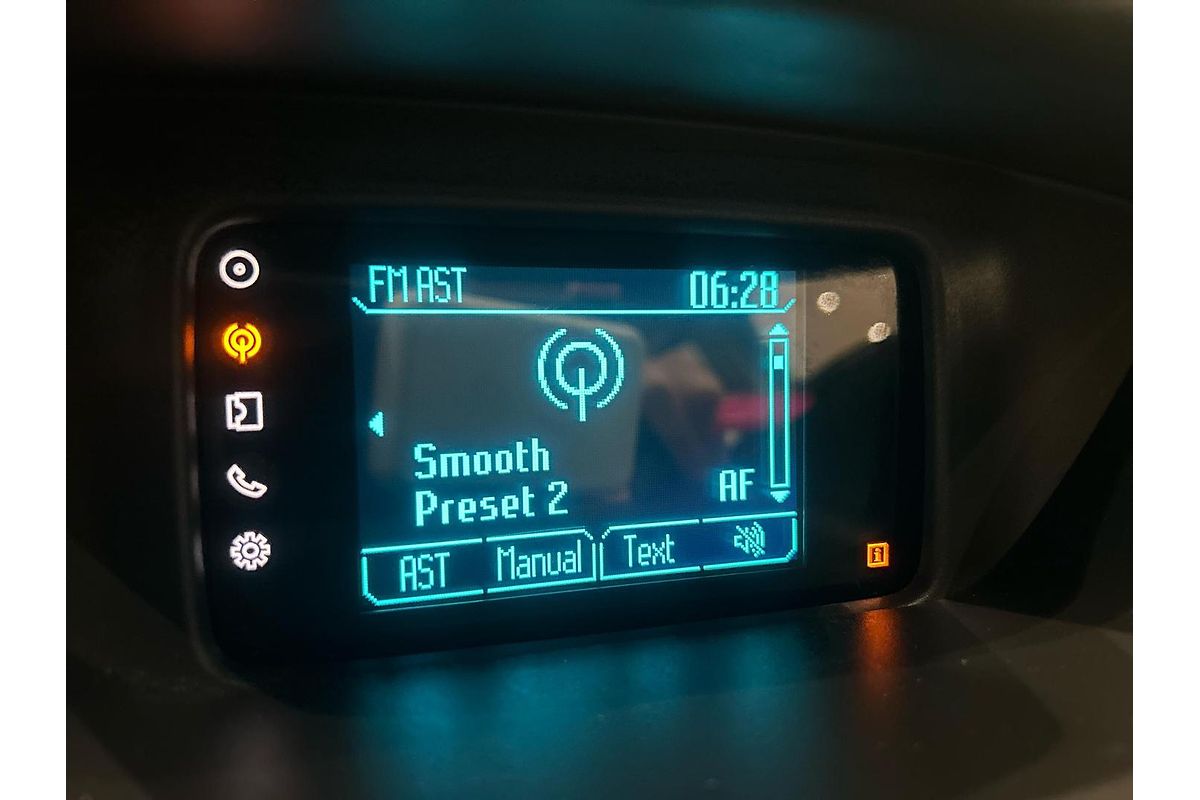 FM AST 06:28
Smooth
Preset 2 AF
AST Manual Text
i